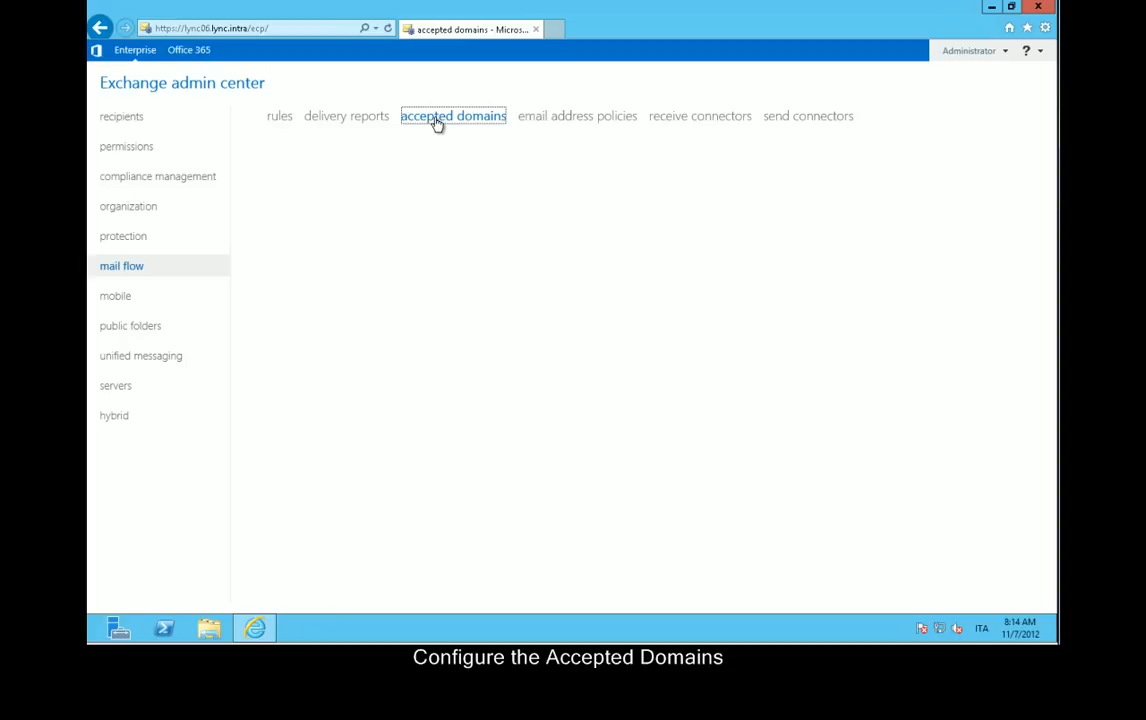 https://lync06.lync.intra/ecp/
accepted domains - Micros...
Enterprise Office 365
Administrator ?
Exchange admin center
recipients
permissions
compliance management
organization
protection
mail flow
mobile
public folders
unified messaging
servers
hybrid
rules delivery reports accepted domains email address policies receive connectors send connectors
ITA
8:14 AM
11/7/2012
Configure the Accepted Domains